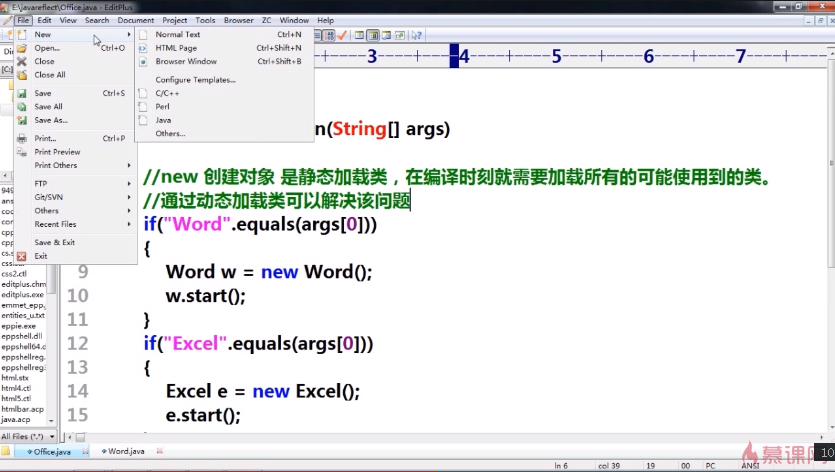 E:\javareflect\Office.java - EditPlus
File Edit View Search Document Project Tools Browser ZC Window Help
New
Open... Ctrl+O
Close
Close All
Save Ctrl+S
Save All
Save As...
Print... Ctrl+P
Print Preview
Print Others
FTP
Git/SVN
Others
Recent Files
Save & Exit
Exit
Normal Text Ctrl+N
HTML Page Ctrl+Shift+N
Browser Window Ctrl+Shift+B
Configure Templates...
C/C++
Perl
Java
Others...
3 4 5 6 7
n(String[] args)
//new 创建对象 是静态加载类，在编译时刻就需要加载所有的可能使用到的类。
//通过动态加载类可以解决该问题
if("Word".equals(args[0]))
{
9 Word w = new Word();
10 w.start();
11 }
12 if("Excel".equals(args[0]))
13 {
14 Excel e = new Excel();
15 e.start();
css2.ctl
editplus.chm
editplus.exe
emmet_epp.
entities_u.txt
eppie.exe
eppshell.dll
eppshell64.d
eppshellreg.
eppshellreg
html.stx
html4.ctl
html5.ctl
htmlbar.acp
java.acp
All Files (*.*)
Office.java Word.java
ln 6 col 39 19 00 PC ANSI
慕课网
10